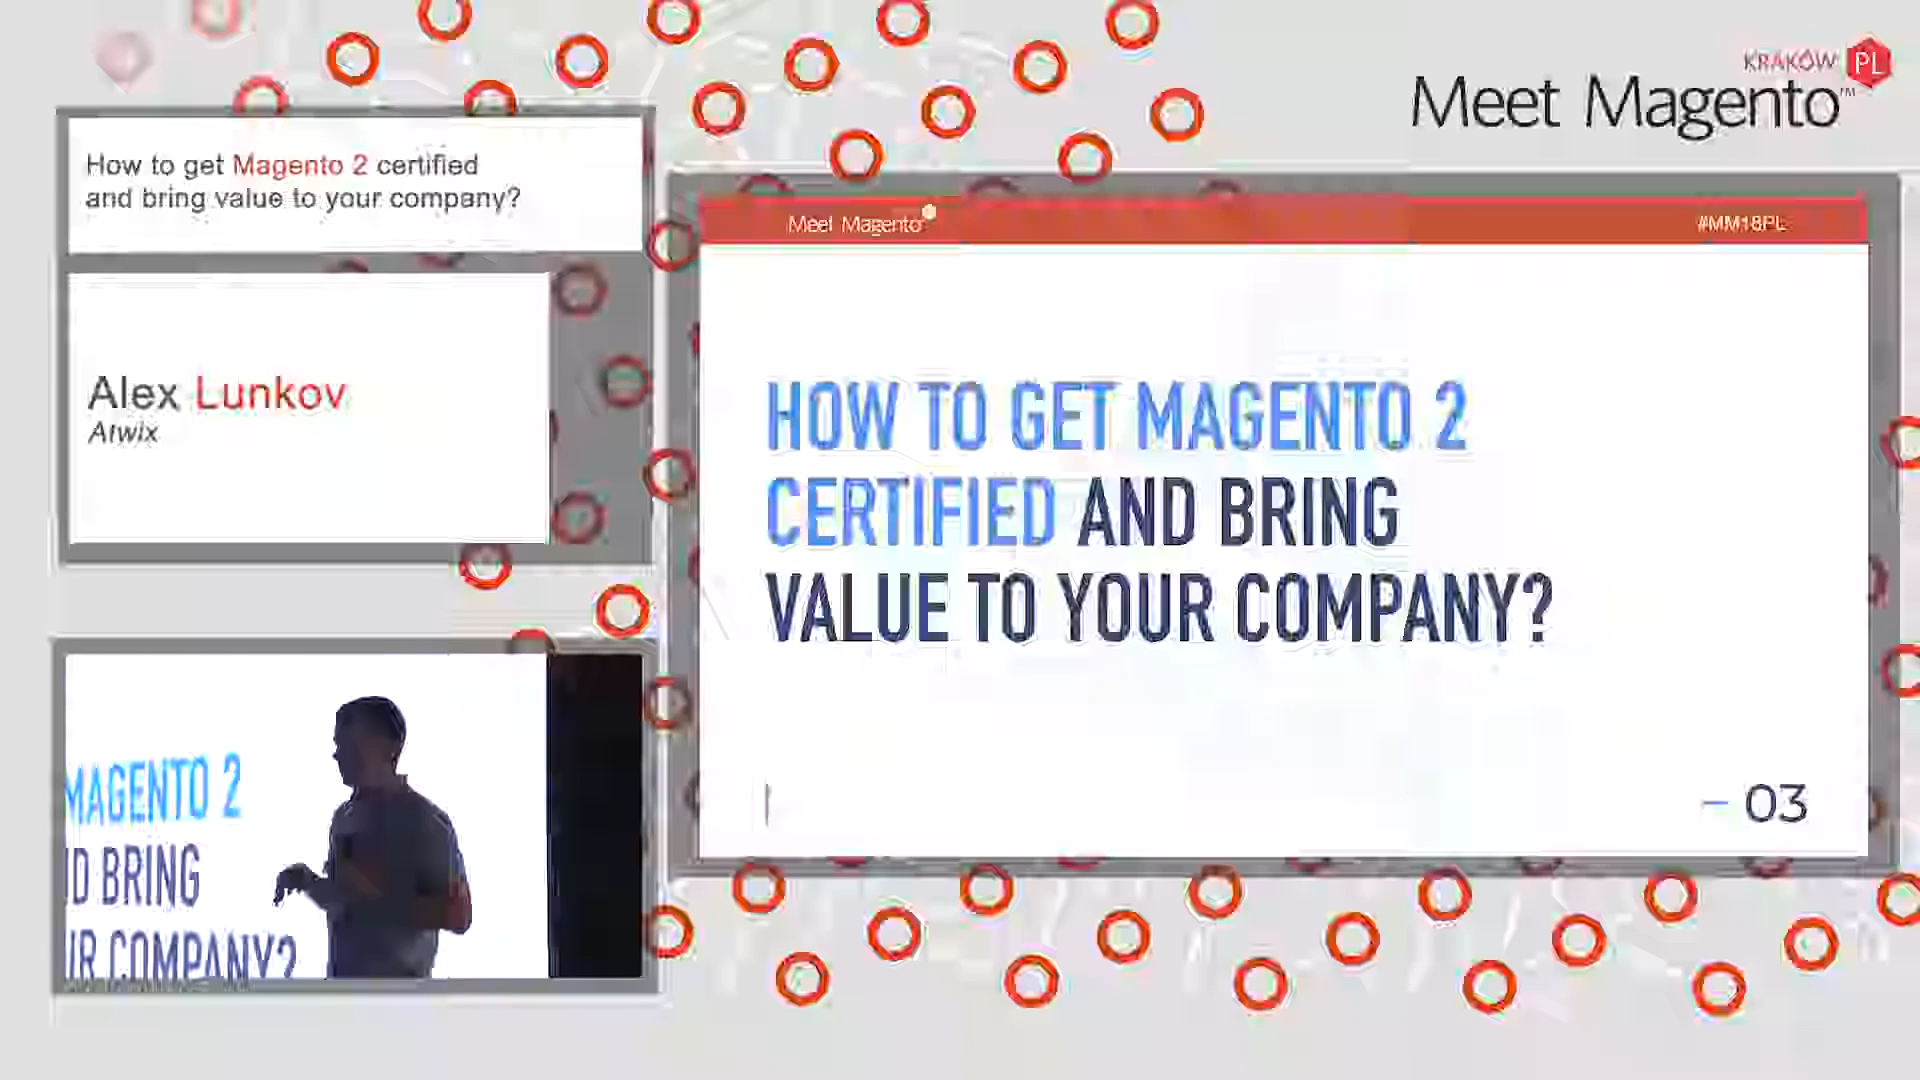 KRAKÓW PL
Meet Magento™
How to get Magento 2 certified
and bring value to your company?
Alex Lunkov
Atwix
Meet Magento
#MM18PL
HOW TO GET MAGENTO 2
CERTIFIED AND BRING
VALUE TO YOUR COMPANY?
– 03
MAGENTO 2
ND BRING
UR COMPANY?